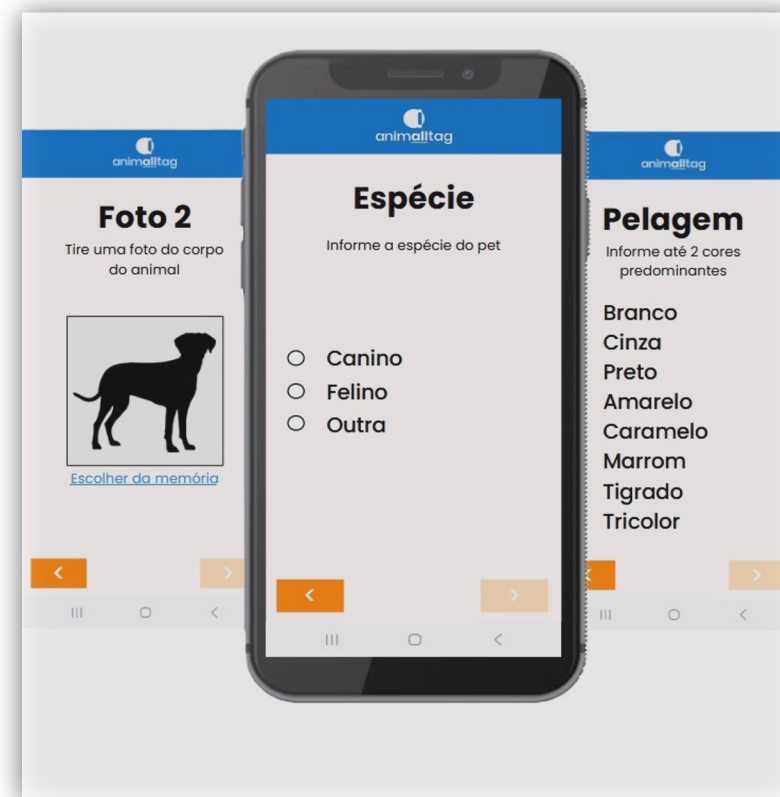 animalltag
Foto 2
Tire uma foto do corpo
do animal
Escolher da memória
animalltag
Espécie
Informe a espécie do pet
Canino
Felino
Outra
animalltag
Pelagem
Informe até 2 cores
predominantes
Branco
Cinza
Preto
Amarelo
Caramelo
Marrom
Tigrado
Tricolor